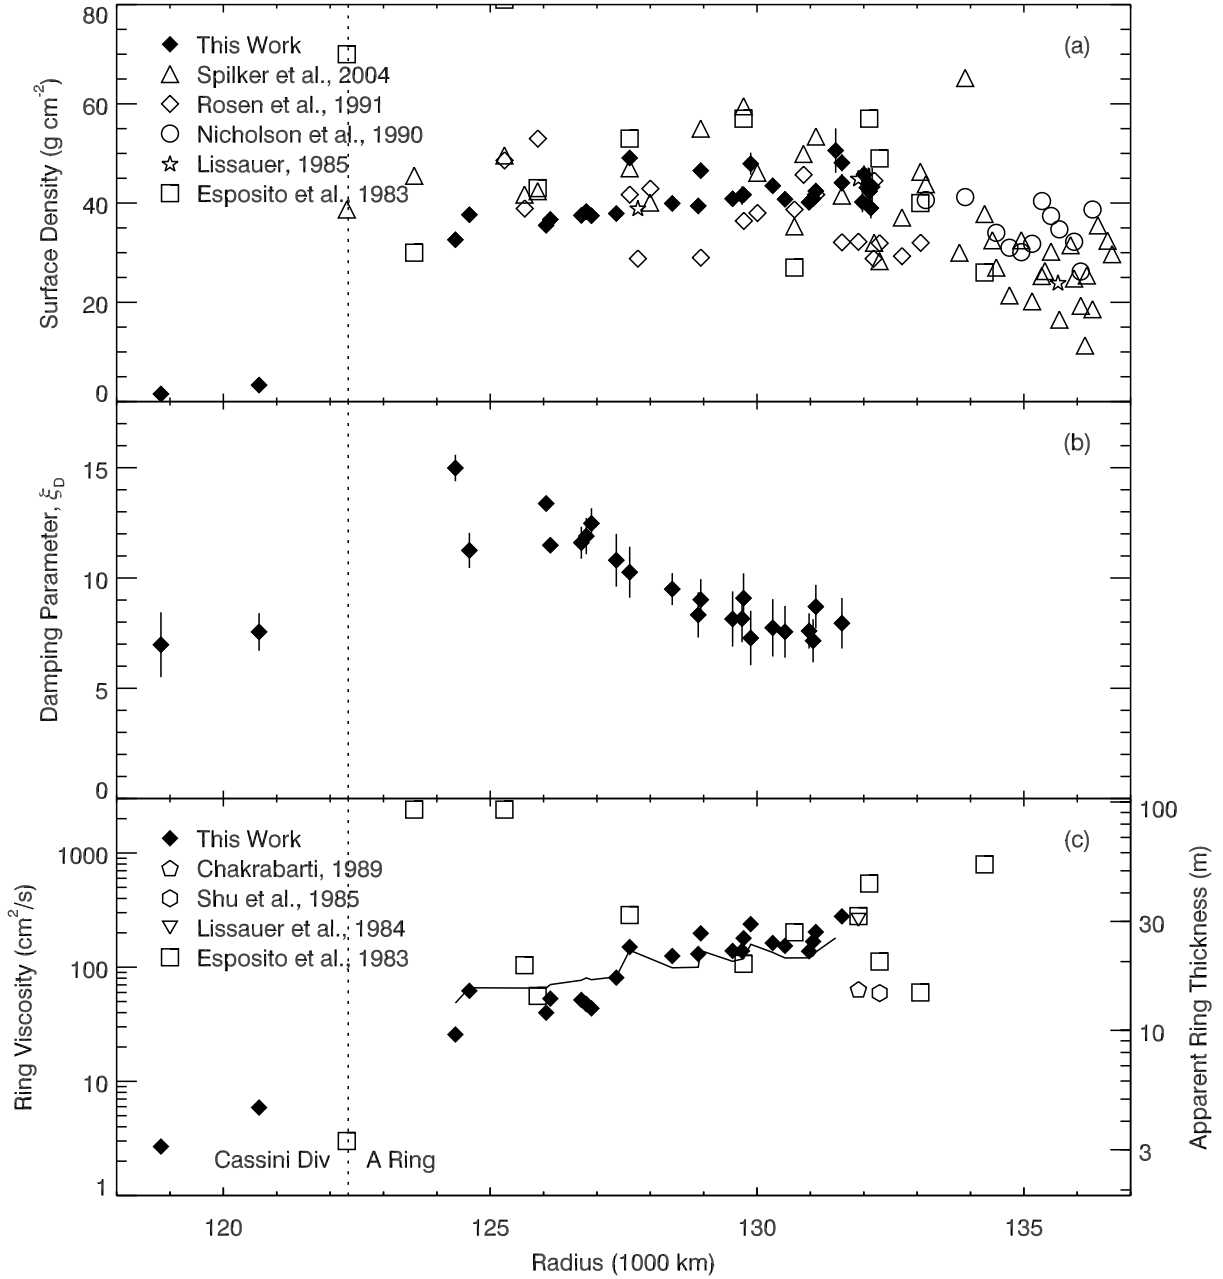 80
60
40
20
0
Surface Density (g cm⁻²)
This Work
Spilker et al., 2004
Rosen et al., 1991
Nicholson et al., 1990
Lissauer, 1985
Esposito et al., 1983
(a)
15
10
5
0
Damping Parameter, ξ_D
(b)
1000
100
10
1
Ring Viscosity (cm²/s)
This Work
Chakrabarti, 1989
Shu et al., 1985
Lissauer et al., 1984
Esposito et al., 1983
(c)
Cassini Div
A Ring
100
30
10
3
Apparent Ring Thickness (m)
120
125
130
135
Radius (1000 km)